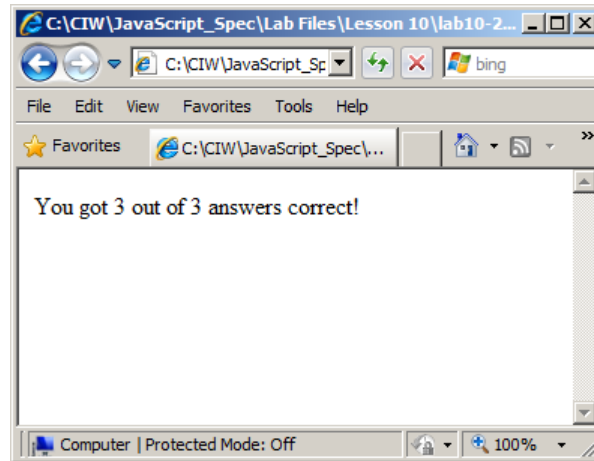 C:\CIW\JavaScript_Spec\Lab Files\Lesson 10\lab10-2...
C:\CIW\JavaScript_Sp
bing
File Edit View Favorites Tools Help
Favorites C:\CIW\JavaScript_Spec\... »
You got 3 out of 3 answers correct!
Computer | Protected Mode: Off 100%